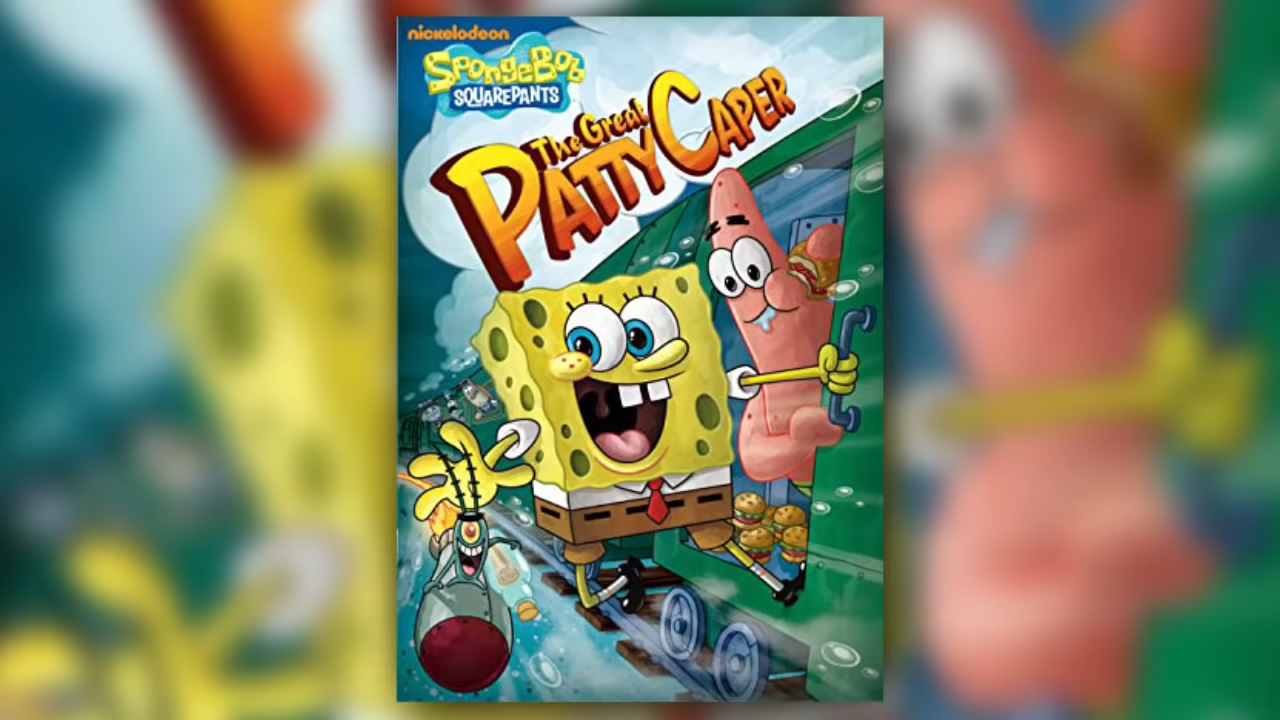 nickelodeon
SpongeBob
SQUAREPANTS
The Great
PATTY CAPER